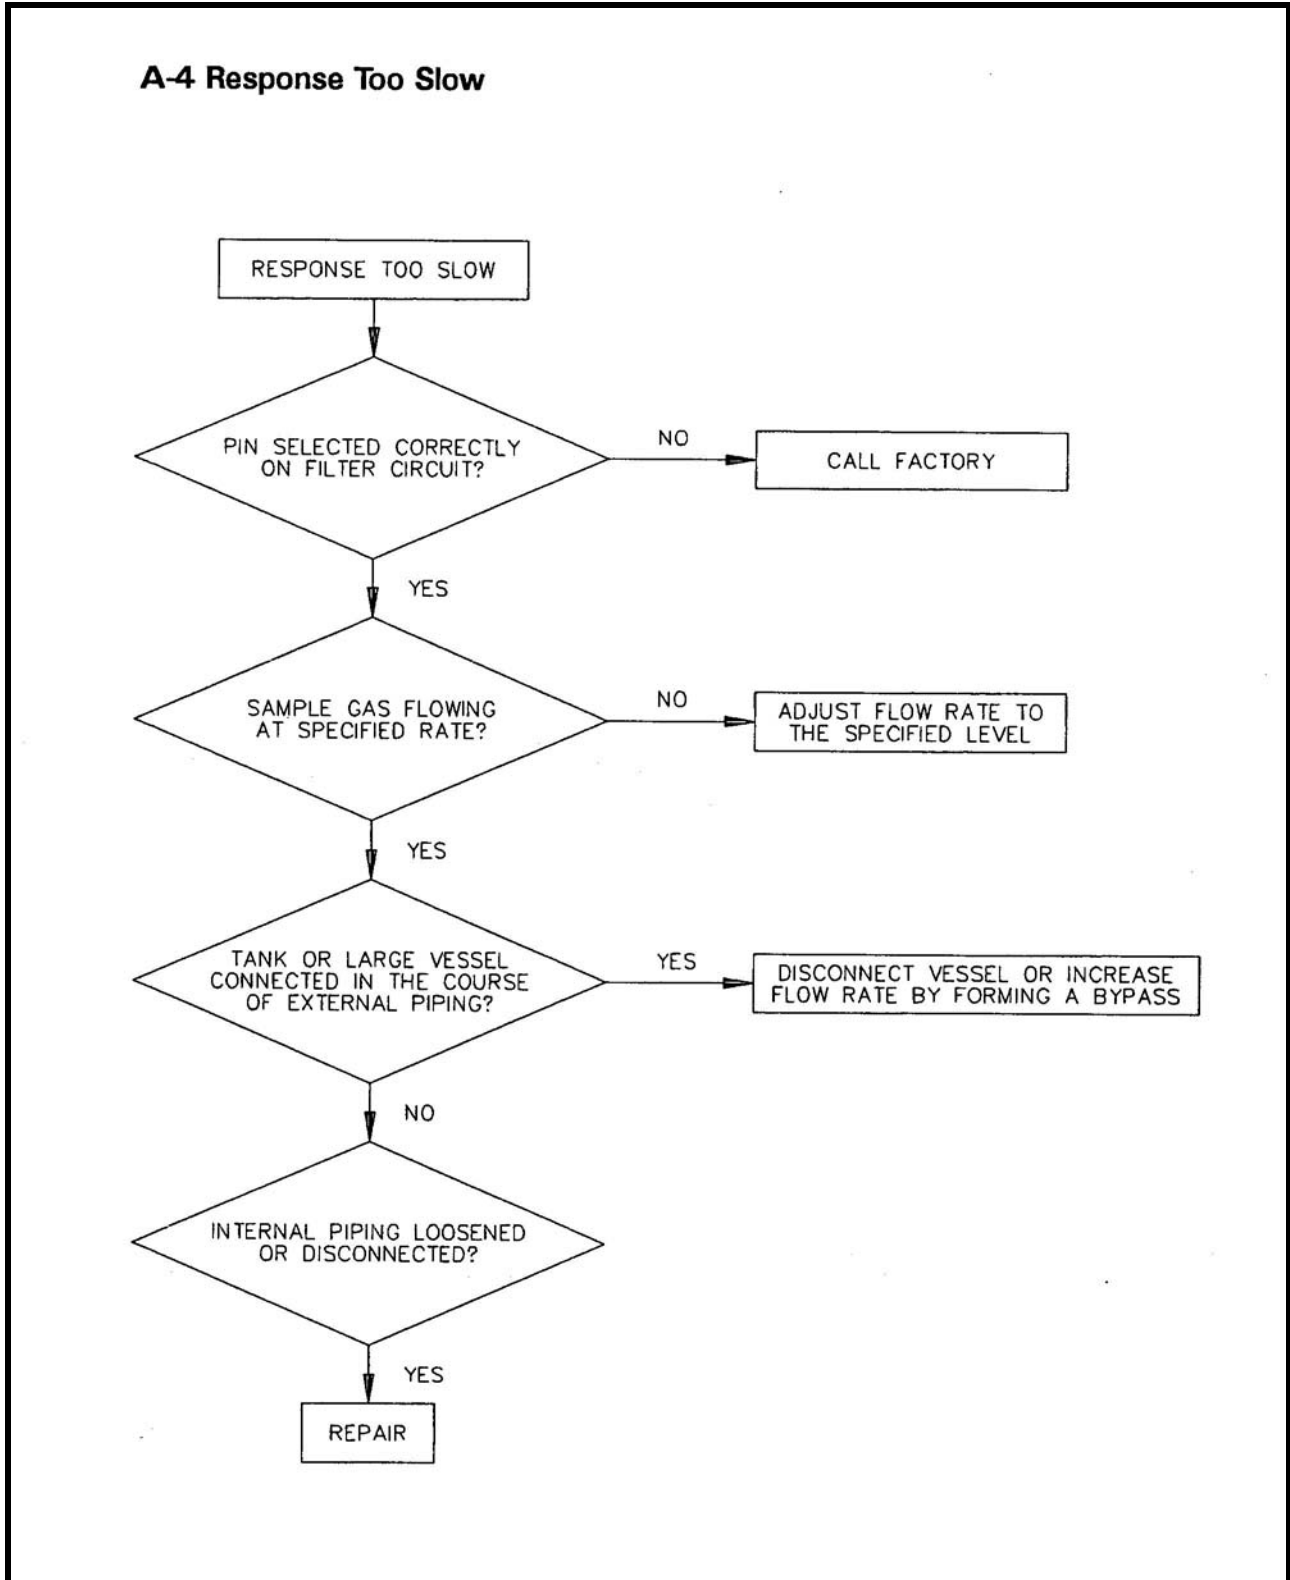 A-4 Response Too Slow
RESPONSE TOO SLOW
PIN SELECTED CORRECTLY
ON FILTER CIRCUIT?
NO
CALL FACTORY
YES
SAMPLE GAS FLOWING
AT SPECIFIED RATE?
NO
ADJUST FLOW RATE TO
THE SPECIFIED LEVEL
YES
TANK OR LARGE VESSEL
CONNECTED IN THE COURSE
OF EXTERNAL PIPING?
YES
DISCONNECT VESSEL OR INCREASE
FLOW RATE BY FORMING A BYPASS
NO
INTERNAL PIPING LOOSENED
OR DISCONNECTED?
YES
REPAIR